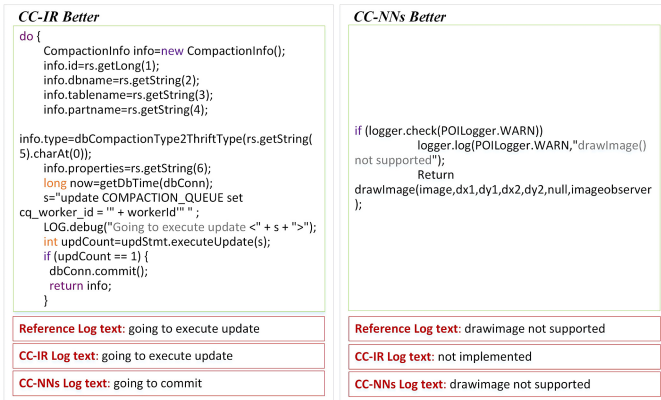 CC-IR Better
do {
CompactionInfo info=new CompactionInfo();
info.id=rs.getLong(1);
info.dbname=rs.getString(2);
info.tablename=rs.getString(3);
info.partname=rs.getString(4);
info.type=dbCompactionType2ThriftType(rs.getString(
5).charAt(0));
info.properties=rs.getString(6);
long now=getDbTime(dbConn);
s="update COMPACTION_QUEUE set
cq_worker_id = '" + workerId'" " ;
LOG.debug("Going to execute update <" + s + ">");
int updCount=updStmt.executeUpdate(s);
if (updCount == 1) {
dbConn.commit();
return info;
}
Reference Log text: going to execute update
CC-IR Log text: going to execute update
CC-NNs Log text: going to commit
CC-NNs Better
if (logger.check(POILogger.WARN))
logger.log(POILogger.WARN,"drawImage()
not supported");
Return
drawImage(image,dx1,dy1,dx2,dy2,null,imageobserver
);
Reference Log text: drawimage not supported
CC-IR Log text: not implemented
CC-NNs Log text: drawimage not supported